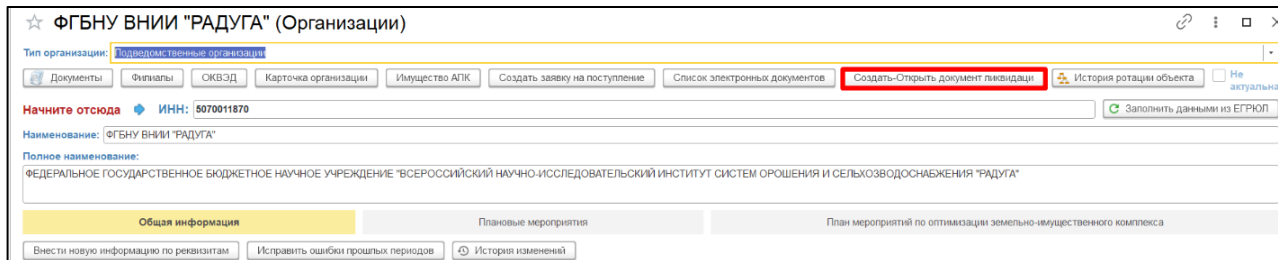 ФГБНУ ВНИИ "РАДУГА" (Организации)
Тип организации: Подведомственные организации
Документы Филиалы ОКВЭД Карточка организации Имущество АПК Создать заявку на поступление Список электронных документов Создать-Открыть документ ликвидаци История ротации объекта Не актуальна
Начните отсюда ИНН: 5070011870 Заполнить данными из ЕГРЮЛ
Наименование: ФГБНУ ВНИИ "РАДУГА"
Полное наименование:
ФЕДЕРАЛЬНОЕ ГОСУДАРСТВЕННОЕ БЮДЖЕТНОЕ НАУЧНОЕ УЧРЕЖДЕНИЕ "ВСЕРОССИЙСКИЙ НАУЧНО-ИССЛЕДОВАТЕЛЬСКИЙ ИНСТИТУТ СИСТЕМ ОРОШЕНИЯ И СЕЛЬХОЗВОДОСНАБЖЕНИЯ "РАДУГА"
Общая информация Плановые мероприятия План мероприятий по оптимизации земельно-имущественного комплекса
Внести новую информацию по реквизитам Исправить ошибки прошлых периодов История изменений